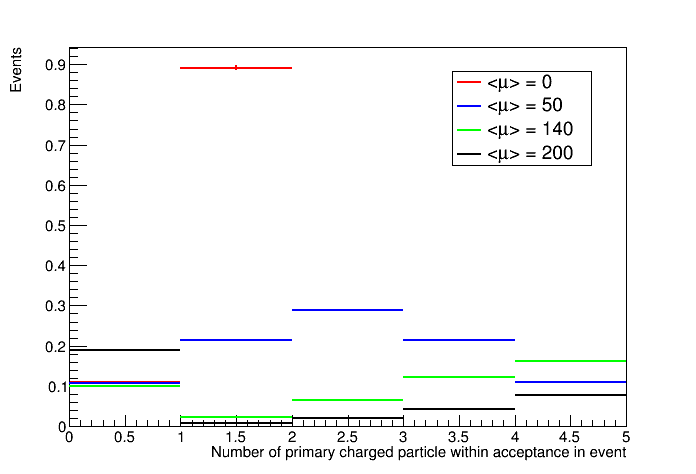 Events
0.9
0.8
0.7
0.6
0.5
0.4
0.3
0.2
0.1
0
<μ> = 0
<μ> = 50
<μ> = 140
<μ> = 200
0 0.5 1 1.5 2 2.5 3 3.5 4 4.5 5
Number of primary charged particle within acceptance in event